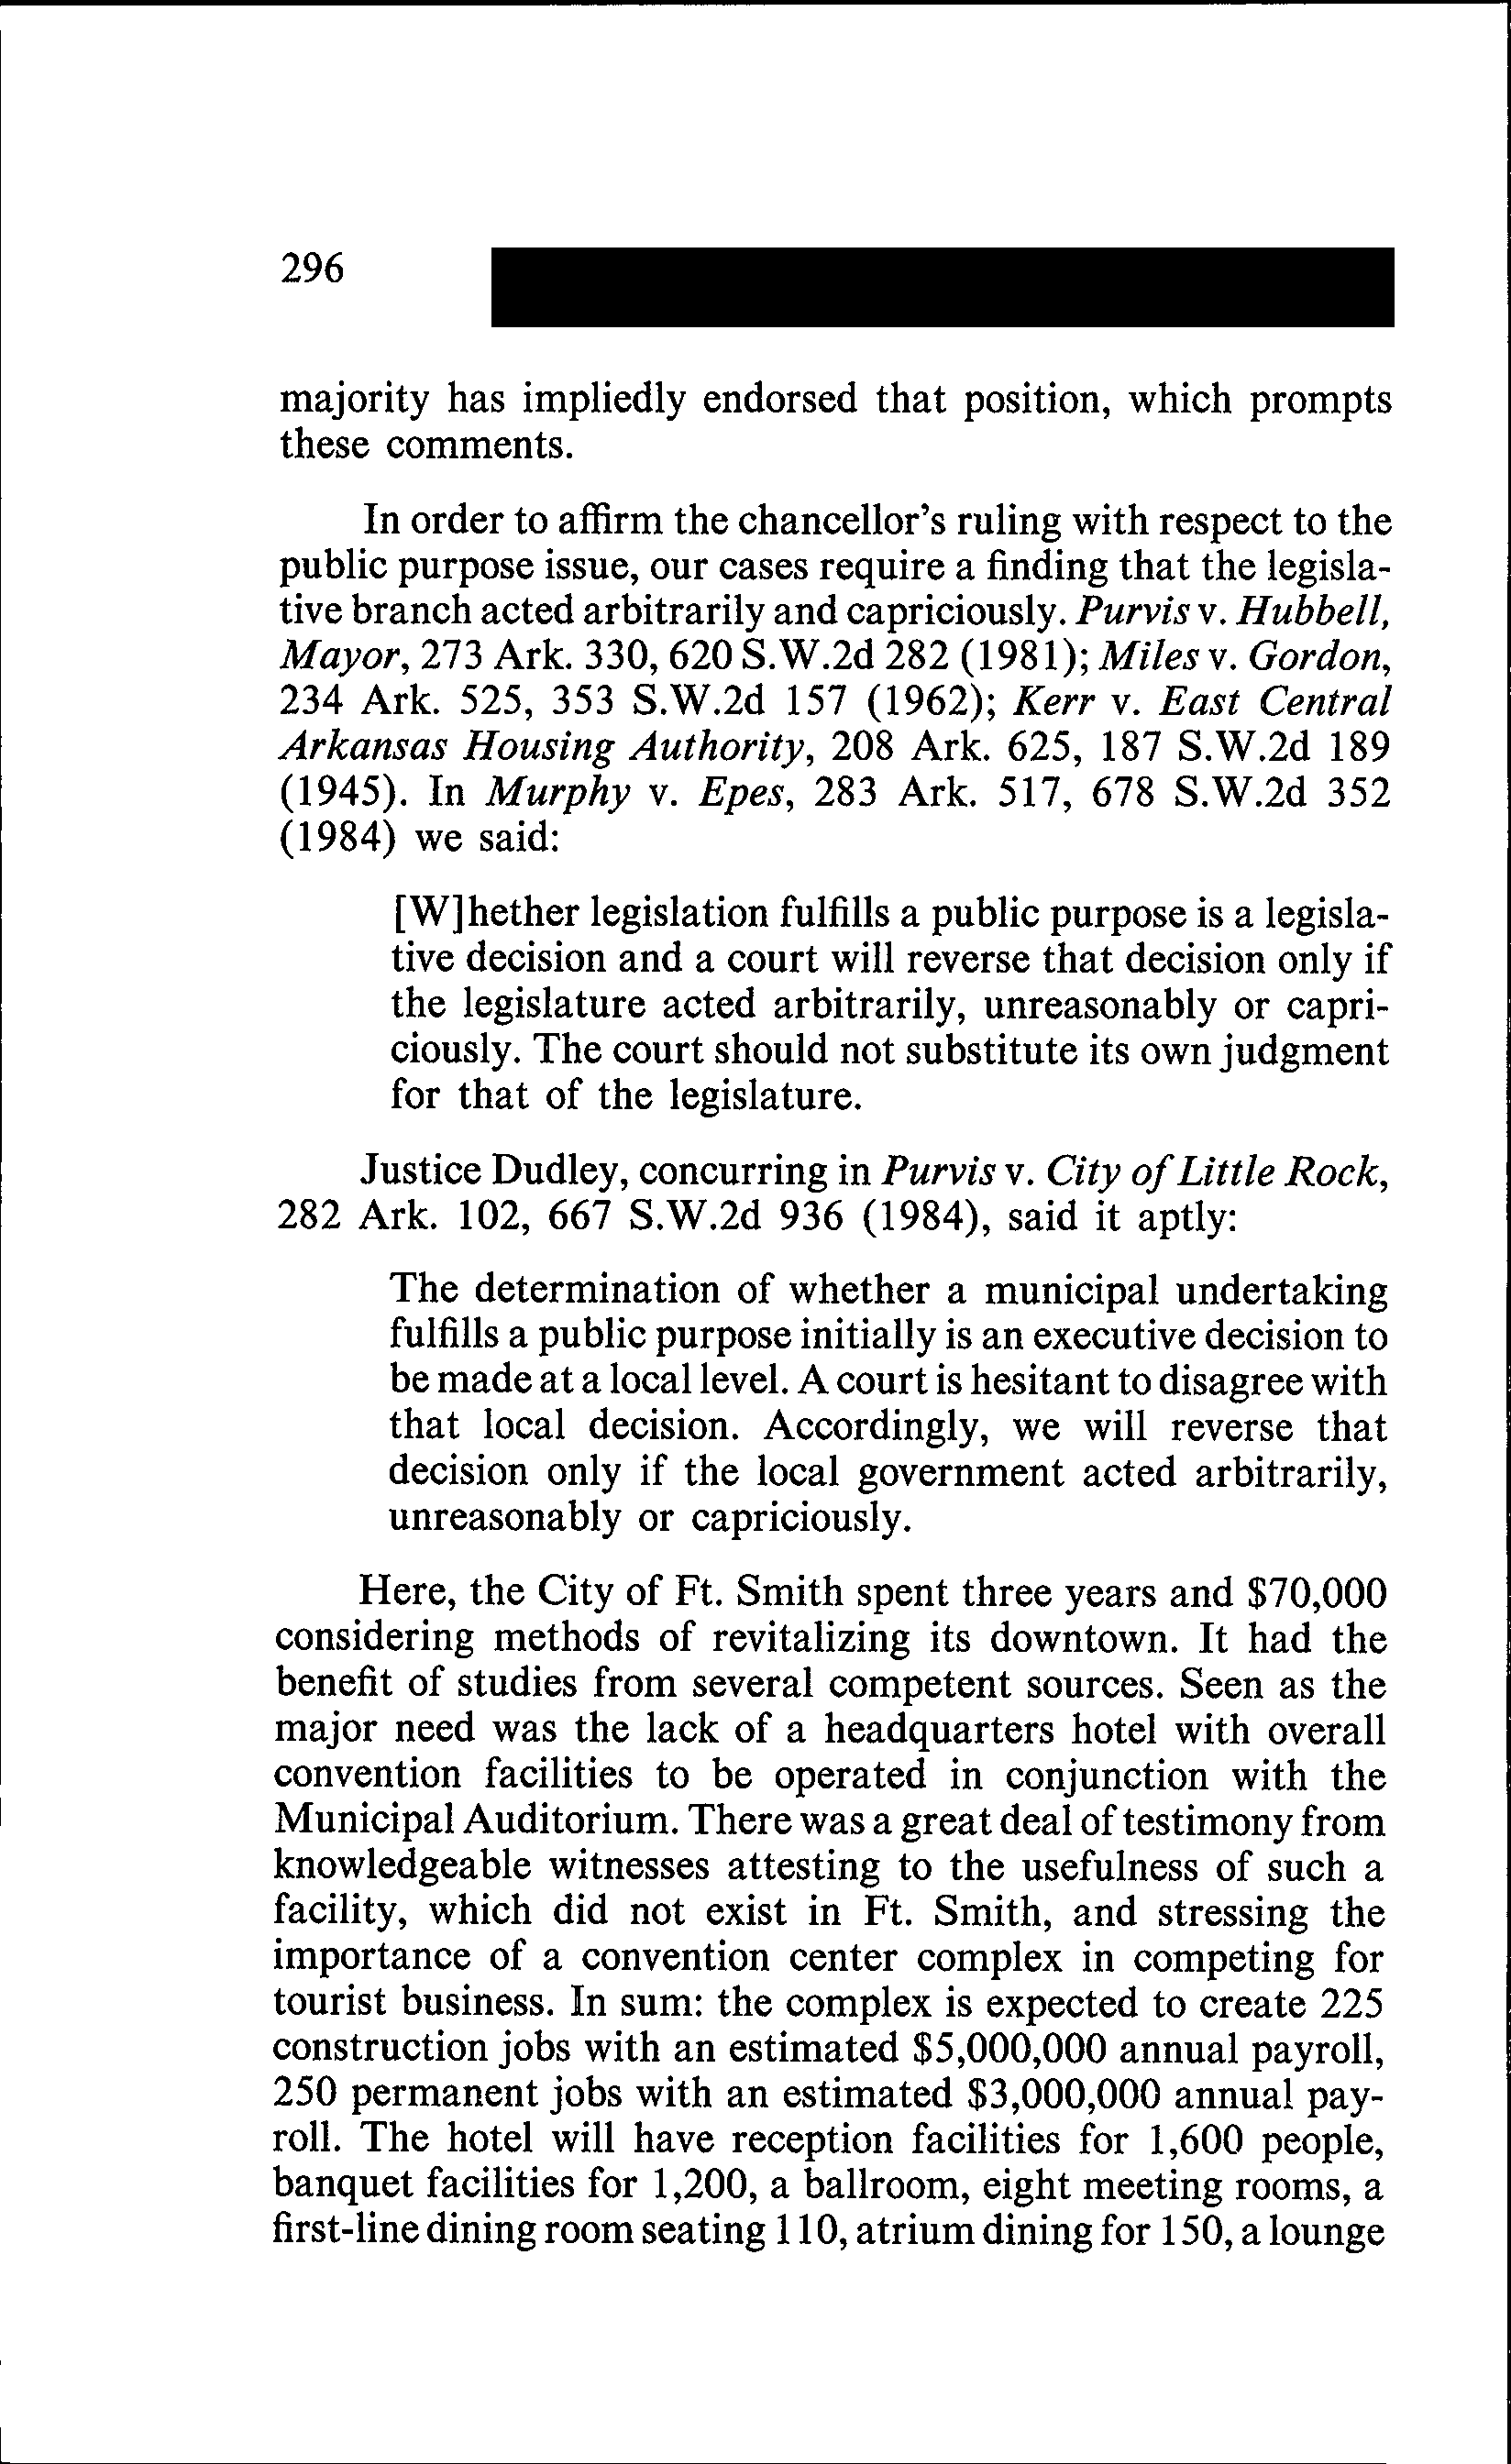 296
majority has impliedly endorsed that position, which prompts
these comments.
In order to affirm the chancellor's ruling with respect to the
public purpose issue, our cases require a finding that the legisla-
tive branch acted arbitrarily and capriciously. Purvis v. Hubbell,
Mayor, 273 Ark. 330, 620 S.W.2d 282 (1981); Miles v. Gordon,
234 Ark. 525, 353 S.W.2d 157 (1962); Kerr v. East Central
Arkansas Housing Authority, 208 Ark. 625, 187 S.W.2d 189
(1945). In Murphy v. Epes, 283 Ark. 517, 678 S.W.2d 352
(1984) we said:
[W]hether legislation fulfills a public purpose is a legisla-
tive decision and a court will reverse that decision only if
the legislature acted arbitrarily, unreasonably or capri-
ciously. The court should not substitute its own judgment
for that of the legislature.
Justice Dudley, concurring in Purvis v. City of Little Rock,
282 Ark. 102, 667 S.W.2d 936 (1984), said it aptly:
The determination of whether a municipal undertaking
fulfills a public purpose initially is an executive decision to
be made at a local level. A court is hesitant to disagree with
that local decision. Accordingly, we will reverse that
decision only if the local government acted arbitrarily,
unreasonably or capriciously.
Here, the City of Ft. Smith spent three years and $70,000
considering methods of revitalizing its downtown. It had the
benefit of studies from several competent sources. Seen as the
major need was the lack of a headquarters hotel with overall
convention facilities to be operated in conjunction with the
Municipal Auditorium. There was a great deal of testimony from
knowledgeable witnesses attesting to the usefulness of such a
facility, which did not exist in Ft. Smith, and stressing the
importance of a convention center complex in competing for
tourist business. In sum: the complex is expected to create 225
construction jobs with an estimated $5,000,000 annual payroll,
250 permanent jobs with an estimated $3,000,000 annual pay-
roll. The hotel will have reception facilities for 1,600 people,
banquet facilities for 1,200, a ballroom, eight meeting rooms, a
first-line dining room seating 110, atrium dining for 150, a lounge